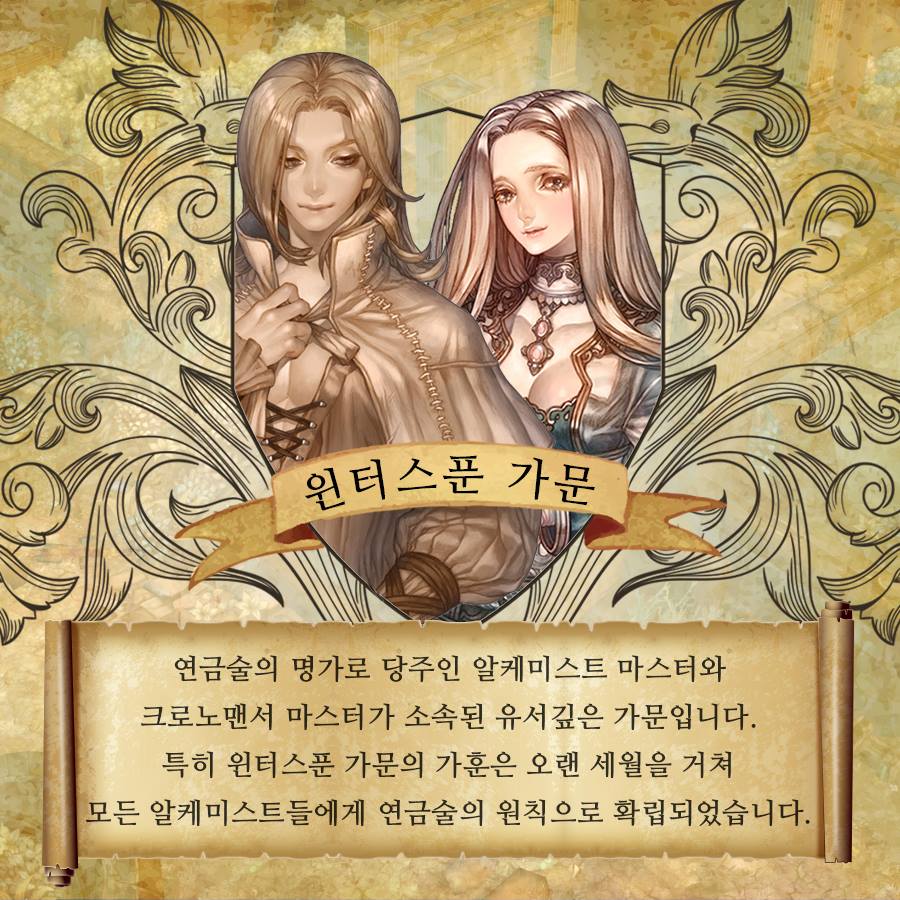 윈터스푼 가문
연금술의 명가로 당주인 알케미스트 마스터와
크로노맨서 마스터가 소속된 유서깊은 가문입니다.
특히 윈터스푼 가문의 가훈은 오랜 세월을 거쳐
모든 알케미스트들에게 연금술의 원칙으로 확립되었습니다.